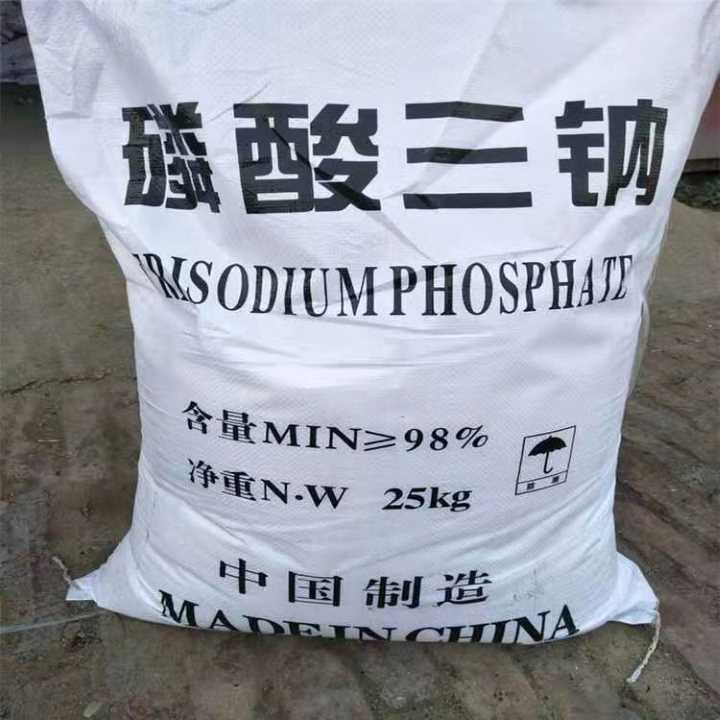 磷酸三钠
TRISODIUM PHOSPHATE
含量MIN≥98%
净重N·W 25kg
中国制造
MADE IN CHINA